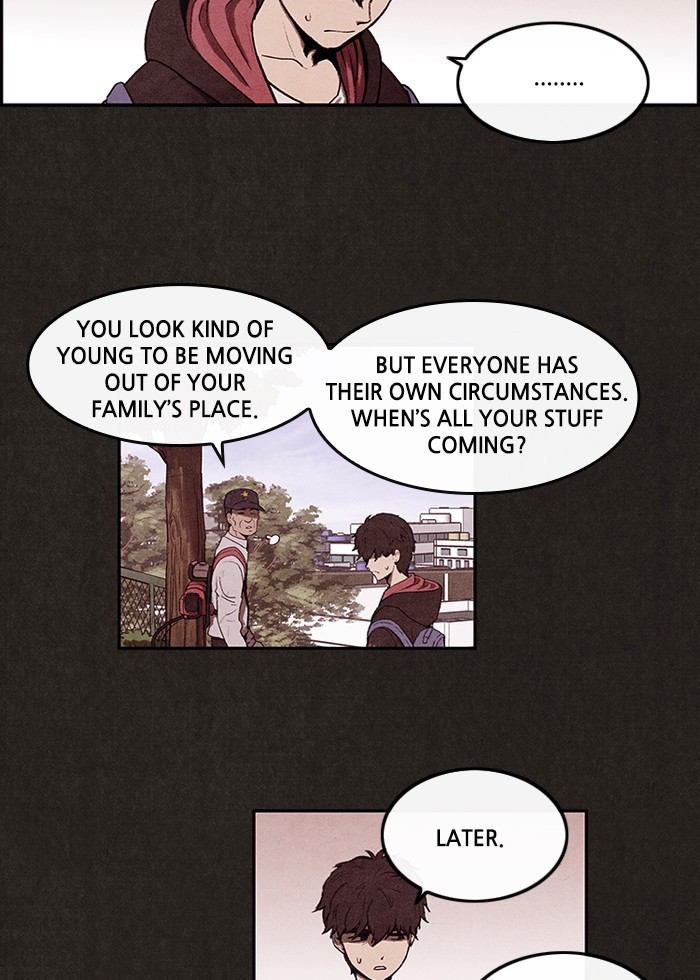 ........
YOU LOOK KIND OF
YOUNG TO BE MOVING
OUT OF YOUR
FAMILY'S PLACE.
BUT EVERYONE HAS
THEIR OWN CIRCUMSTANCES.
WHEN'S ALL YOUR STUFF
COMING?
LATER.